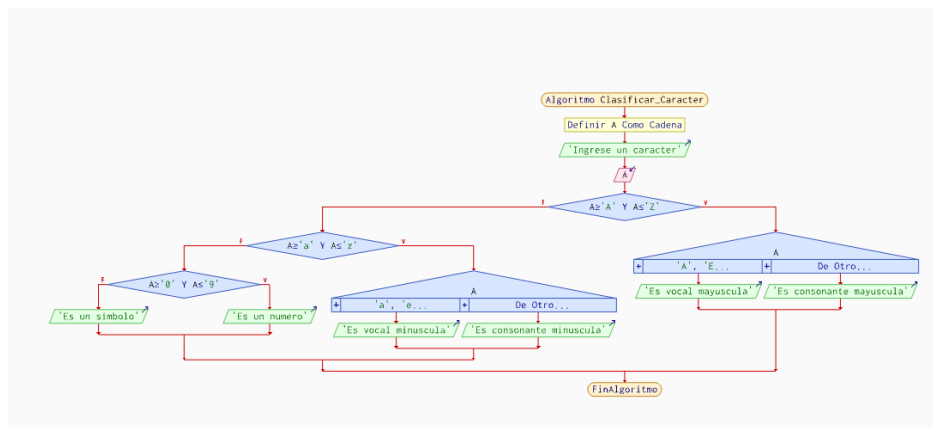 Algoritmo Clasificar_Caracter
Definir A Como Cadena
'Ingrese un caracter'
A
A≥'A' Y A≤'Z'
F
V
A≥'a' Y A≤'z'
F
V
A
'A', 'E...
De Otro...
A≥'0' Y A≤'9'
F
V
A
'a', 'e...
De Otro...
'Es vocal mayuscula'
'Es consonante mayuscula'
'Es un simbolo'
'Es un numero'
'Es vocal minuscula'
'Es consonante minuscula'
FinAlgoritmo